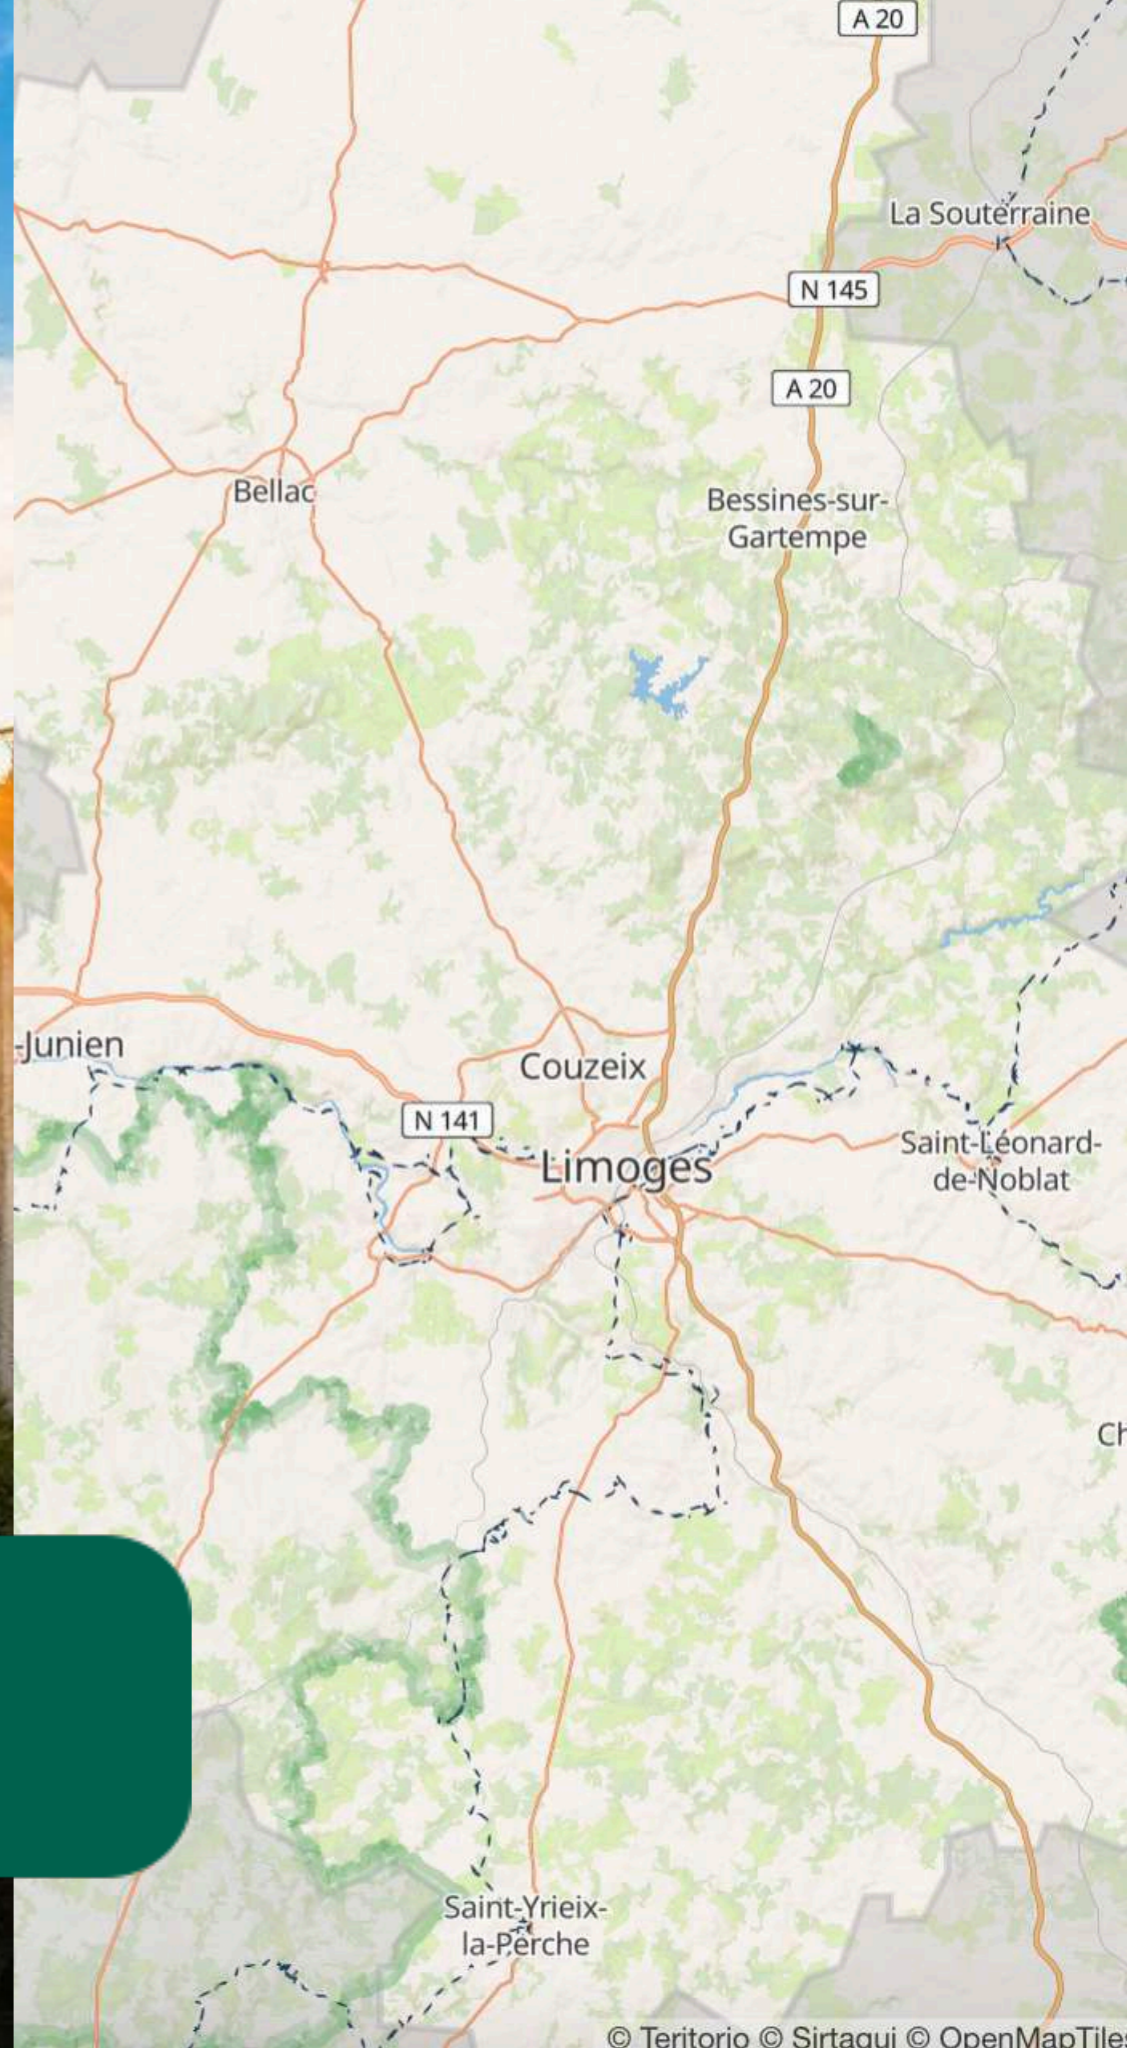 A 20
La Souterraine
N 145
A 20
Bellac
Bessines-sur-
Gartempe
-Junien
Couzeix
N 141
Limoges
Saint-Léonard-
de-Noblat
Ch
Saint-Yrieix-
la-Perche
© Teritorio © Sirtaqui © OpenMapTiles